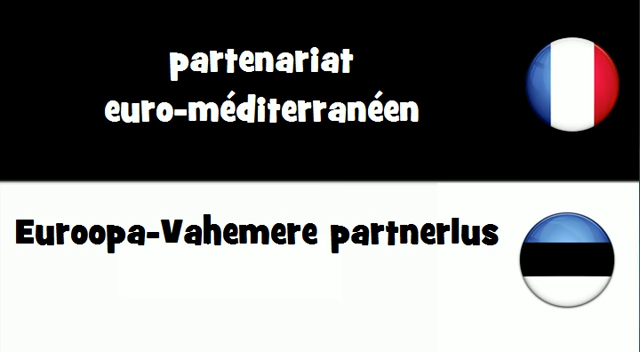 partenariat
euro-méditerranéen
Euroopa-Vahemere partnerlus